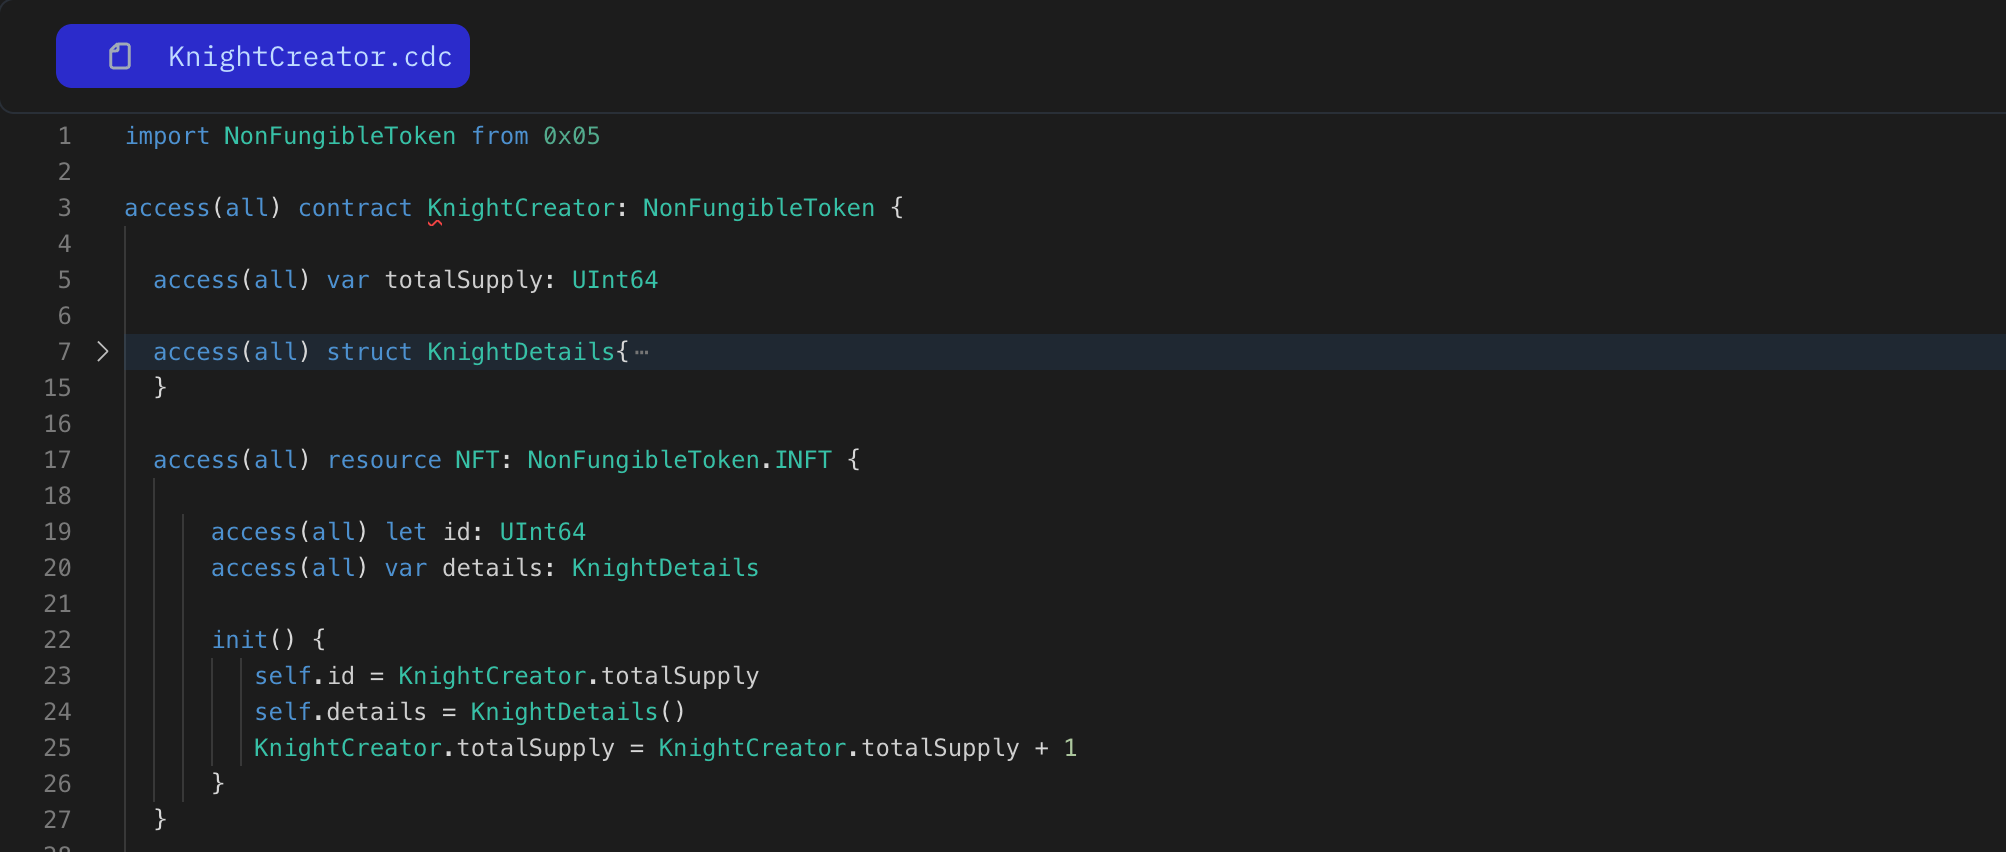 KnightCreator.cdc
1 import NonFungibleToken from 0x05
2
3 access(all) contract KnightCreator: NonFungibleToken {
4
5 access(all) var totalSupply: UInt64
6
7 access(all) struct KnightDetails{⋯
15 }
16
17 access(all) resource NFT: NonFungibleToken.INFT {
18
19 access(all) let id: UInt64
20 access(all) var details: KnightDetails
21
22 init() {
23 self.id = KnightCreator.totalSupply
24 self.details = KnightDetails()
25 KnightCreator.totalSupply = KnightCreator.totalSupply + 1
26 }
27 }